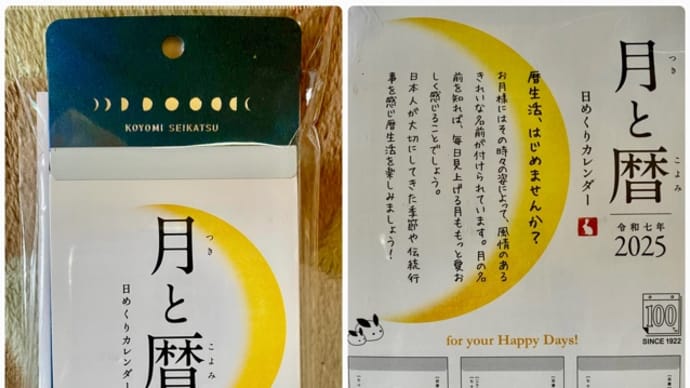 KOYOMI SEIKATSU
月と暦
つき
こよみ
日めくりカレンダー
月と暦
つき
こよみ
日めくりカレンダー
令和七年
2025
暦生活、はじめませんか?
お月様にはその時々の姿によって、風情のある
きれいな名前が付けられています。月の名
前を知れば、毎日見上げる月ももっと愛お
しく感じることでしょう。
日本人が大切にしてきた季節や伝統行
事を感じ暦生活を楽しみましょう!
100
SINCE 1922
for your Happy Days!